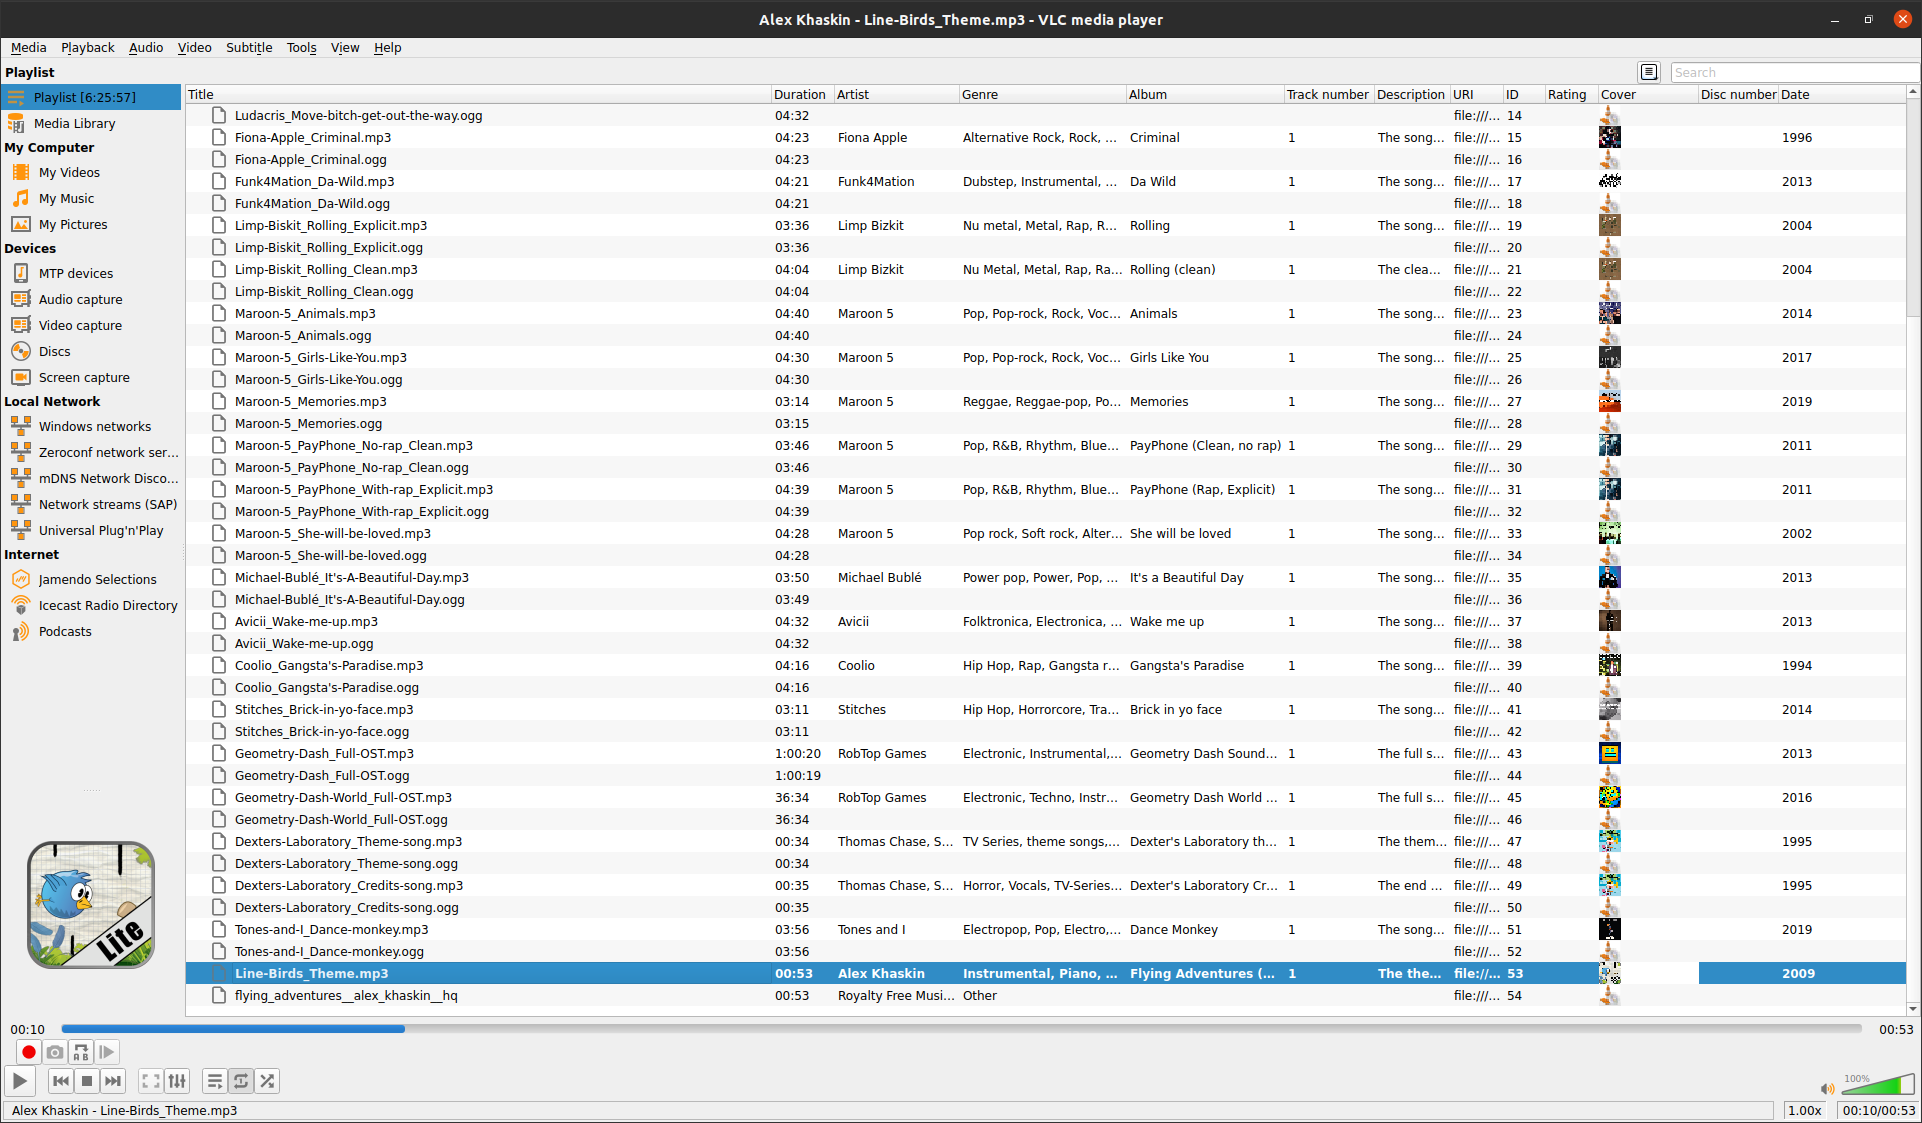 Alex Khaskin - Line-Birds_Theme.mp3 - VLC media player
Media Playback Audio Video Subtitle Tools View Help
Playlist
Search
Playlist [6:25:57]
Media Library
My Computer
My Videos
My Music
My Pictures
Devices
MTP devices
Audio capture
Video capture
Discs
Screen capture
Local Network
Windows networks
Zeroconf network ser...
mDNS Network Disco...
Network streams (SAP)
Universal Plug'n'Play
Internet
Jamendo Selections
Icecast Radio Directory
Podcasts
Lite
Title Duration Artist Genre Album Track number Description URI ID Rating Cover Disc number Date
Ludacris_Move-bitch-get-out-the-way.ogg 04:32 file:///... 14
Fiona-Apple_Criminal.mp3 04:23 Fiona Apple Alternative Rock, Rock, ... Criminal 1 The song... file:///... 15 1996
Fiona-Apple_Criminal.ogg 04:23 file:///... 16
Funk4Mation_Da-Wild.mp3 04:21 Funk4Mation Dubstep, Instrumental, ... Da Wild 1 The song... file:///... 17 2013
Funk4Mation_Da-Wild.ogg 04:21 file:///... 18
Limp-Biskit_Rolling_Explicit.mp3 03:36 Limp Bizkit Nu metal, Metal, Rap, R... Rolling 1 The song... file:///... 19 2004
Limp-Biskit_Rolling_Explicit.ogg 03:36 file:///... 20
Limp-Biskit_Rolling_Clean.mp3 04:04 Limp Bizkit Nu Metal, Metal, Rap, Ra... Rolling (clean) 1 The clea... file:///... 21 2004
Limp-Biskit_Rolling_Clean.ogg 04:04 file:///... 22
Maroon-5_Animals.mp3 04:40 Maroon 5 Pop, Pop-rock, Rock, Voc... Animals 1 The song... file:///... 23 2014
Maroon-5_Animals.ogg 04:40 file:///... 24
Maroon-5_Girls-Like-You.mp3 04:30 Maroon 5 Pop, Pop-rock, Rock, Voc... Girls Like You 1 The song... file:///... 25 2017
Maroon-5_Girls-Like-You.ogg 04:30 file:///... 26
Maroon-5_Memories.mp3 03:14 Maroon 5 Reggae, Reggae-pop, Po... Memories 1 The song... file:///... 27 2019
Maroon-5_Memories.ogg 03:15 file:///... 28
Maroon-5_PayPhone_No-rap_Clean.mp3 03:46 Maroon 5 Pop, R&B, Rhythm, Blue... PayPhone (Clean, no rap) 1 The song... file:///... 29 2011
Maroon-5_PayPhone_No-rap_Clean.ogg 03:46 file:///... 30
Maroon-5_PayPhone_With-rap_Explicit.mp3 04:39 Maroon 5 Pop, R&B, Rhythm, Blue... PayPhone (Rap, Explicit) 1 The song... file:///... 31 2011
Maroon-5_PayPhone_With-rap_Explicit.ogg 04:39 file:///... 32
Maroon-5_She-will-be-loved.mp3 04:28 Maroon 5 Pop rock, Soft rock, Alter... She will be loved 1 The song... file:///... 33 2002
Maroon-5_She-will-be-loved.ogg 04:28 file:///... 34
Michael-Bublé_It's-A-Beautiful-Day.mp3 03:50 Michael Bublé Power pop, Power, Pop, ... It's a Beautiful Day 1 The song... file:///... 35 2013
Michael-Bublé_It's-A-Beautiful-Day.ogg 03:49 file:///... 36
Avicii_Wake-me-up.mp3 04:32 Avicii Folktronica, Electronica, ... Wake me up 1 The song... file:///... 37 2013
Avicii_Wake-me-up.ogg 04:32 file:///... 38
Coolio_Gangsta's-Paradise.mp3 04:16 Coolio Hip Hop, Rap, Gangsta r... Gangsta's Paradise 1 The song... file:///... 39 1994
Coolio_Gangsta's-Paradise.ogg 04:16 file:///... 40
Stitches_Brick-in-yo-face.mp3 03:11 Stitches Hip Hop, Horrorcore, Tra... Brick in yo face 1 The song... file:///... 41 2014
Stitches_Brick-in-yo-face.ogg 03:11 file:///... 42
Geometry-Dash_Full-OST.mp3 1:00:20 RobTop Games Electronic, Instrumental,... Geometry Dash Sound... 1 The full s... file:///... 43 2013
Geometry-Dash_Full-OST.ogg 1:00:19 file:///... 44
Geometry-Dash-World_Full-OST.mp3 36:34 RobTop Games Electronic, Techno, Instr... Geometry Dash World ... 1 The full s... file:///... 45 2016
Geometry-Dash-World_Full-OST.ogg 36:34 file:///... 46
Dexters-Laboratory_Theme-song.mp3 00:34 Thomas Chase, S... TV Series, theme songs,... Dexter's Laboratory th... 1 The them... file:///... 47 1995
Dexters-Laboratory_Theme-song.ogg 00:34 file:///... 48
Dexters-Laboratory_Credits-song.mp3 00:35 Thomas Chase, S... Horror, Vocals, TV-Series... Dexter's Laboratory Cr... 1 The end ... file:///... 49 1995
Dexters-Laboratory_Credits-song.ogg 00:35 file:///... 50
Tones-and-I_Dance-monkey.mp3 03:56 Tones and I Electropop, Pop, Electro,... Dance Monkey 1 The song... file:///... 51 2019
Tones-and-I_Dance-monkey.ogg 03:56 file:///... 52
Line-Birds_Theme.mp3 00:53 Alex Khaskin Instrumental, Piano, ... Flying Adventures (... 1 The the... file:///... 53 2009
flying_adventures__alex_khaskin__hq 00:53 Royalty Free Musi... Other file:///... 54
00:10 00:53
A B
100%
Alex Khaskin - Line-Birds_Theme.mp3 1.00x 00:10/00:53